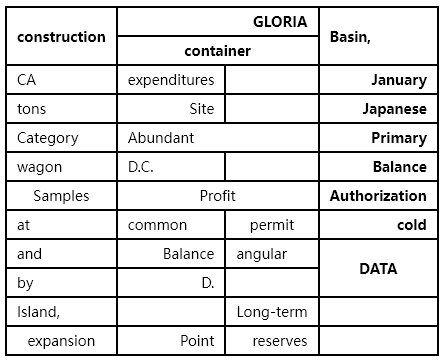 construction GLORIA Basin,
container
CA expenditures January
tons Site Japanese
Category Abundant Primary
wagon D.C. Balance
Samples Profit Authorization
at common permit cold
and Balance angular DATA
by D.
Island, Long-term
expansion Point reserves